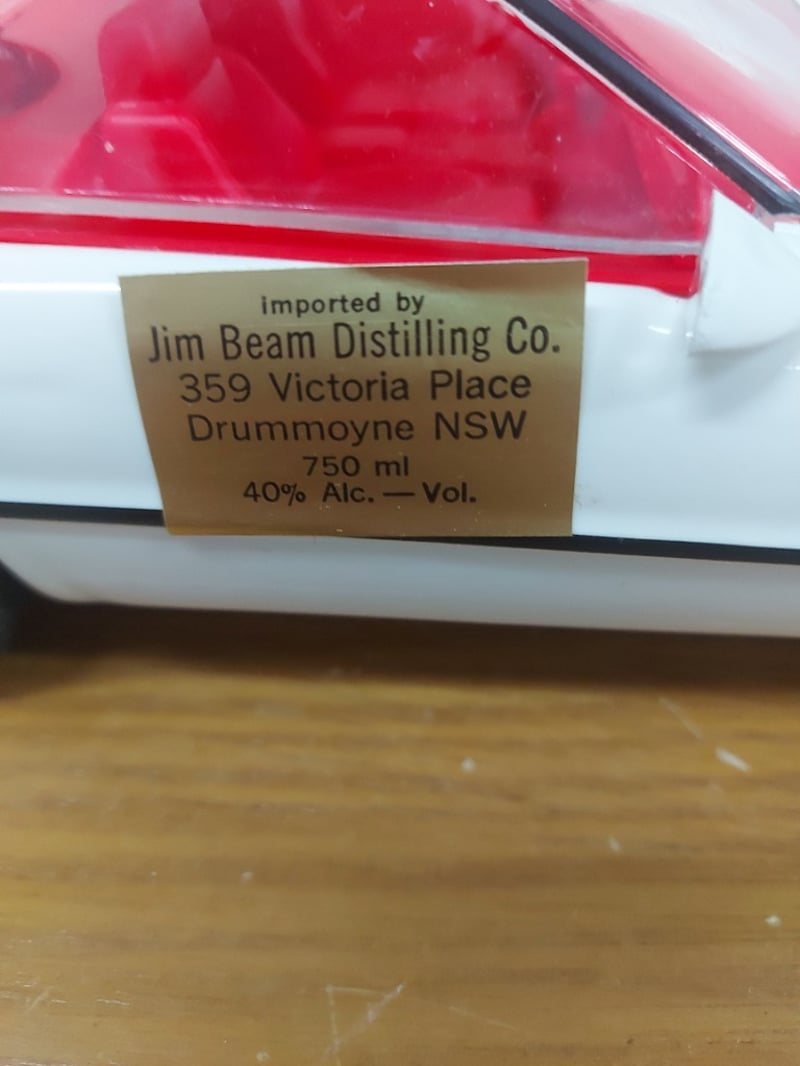 imported by
Jim Beam Distilling Co.
359 Victoria Place
Drummoyne NSW
750 ml
40% Alc. — Vol.